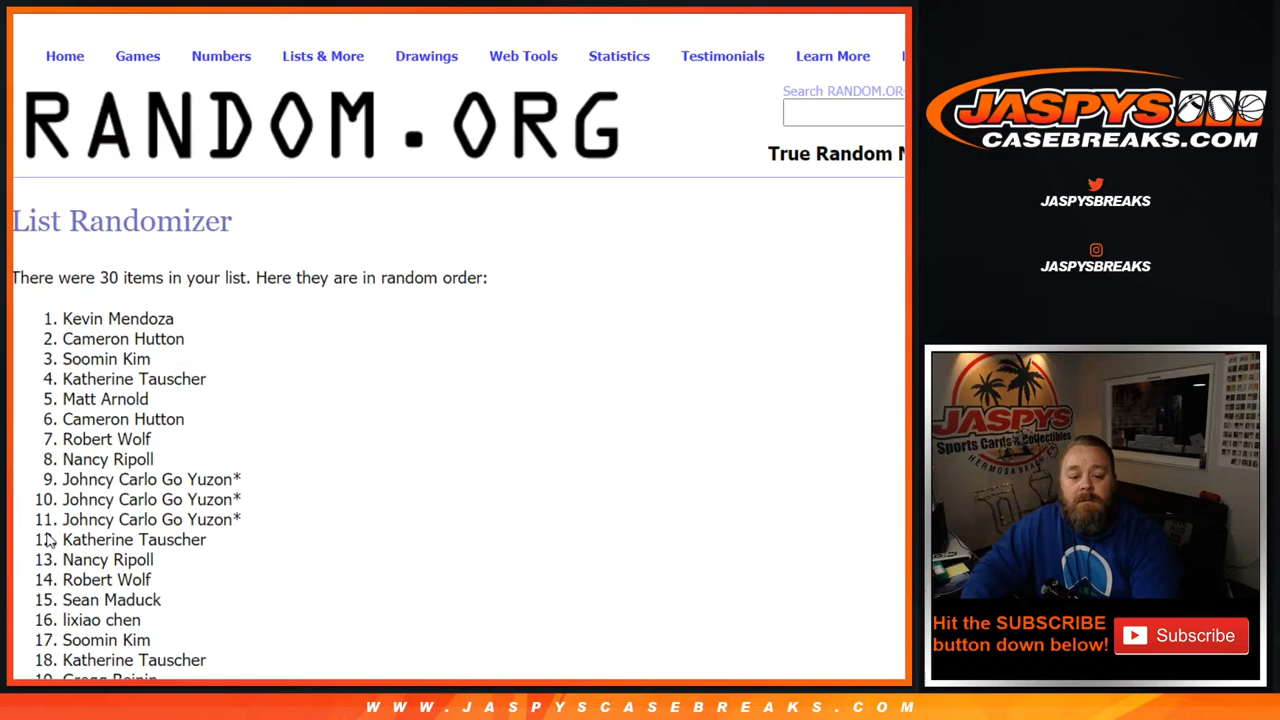 Home Games Numbers Lists & More Drawings Web Tools Statistics Testimonials Learn More
Search RANDOM.OR
RANDOM.ORG
True Random
List Randomizer
There were 30 items in your list. Here they are in random order:
1. Kevin Mendoza
2. Cameron Hutton
3. Soomin Kim
4. Katherine Tauscher
5. Matt Arnold
6. Cameron Hutton
7. Robert Wolf
8. Nancy Ripoll
9. Johncy Carlo Go Yuzon*
10. Johncy Carlo Go Yuzon*
11. Johncy Carlo Go Yuzon*
12. Katherine Tauscher
13. Nancy Ripoll
14. Robert Wolf
15. Sean Maduck
16. lixiao chen
17. Soomin Kim
18. Katherine Tauscher
JASPYS
CASEBREAKS.COM
JASPYSBREAKS
JASPYSBREAKS
JASPYS
Sports Cards & Collectibles
HERMOSA BEACH
Hit the SUBSCRIBE
button down below!
Subscribe
WWW.JASPYSCASEBREAKS.COM